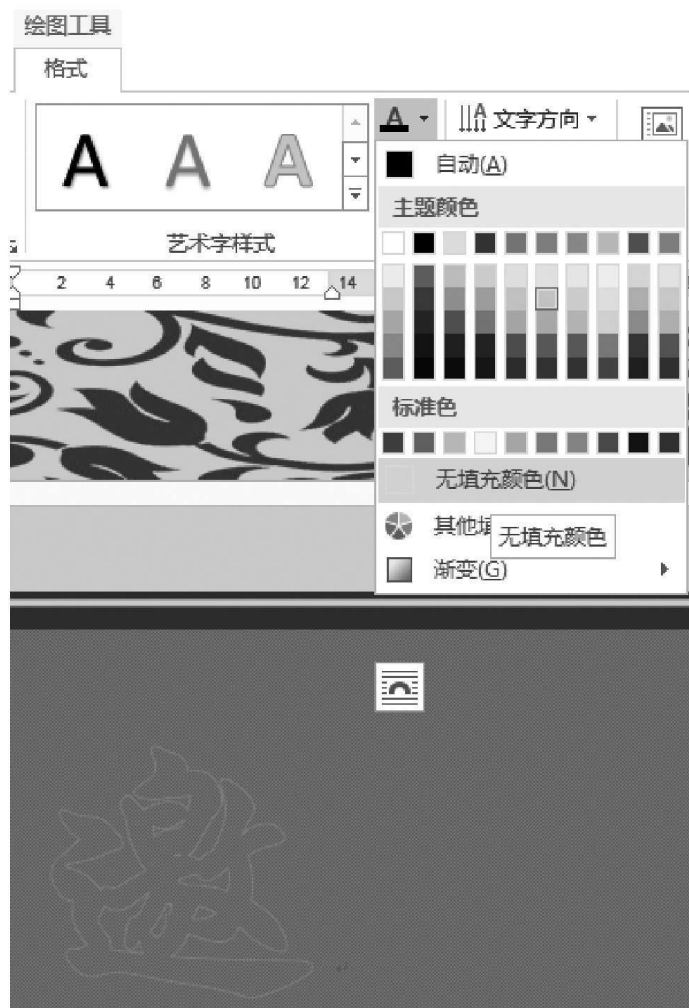 绘图工具
格式
A A A
A 文字方向
艺术字样式
自动(A)
主题颜色
2 4 6 8 10 12 14
标准色
无填充颜色(N)
其他填
无填充颜色
渐变(G)
邀